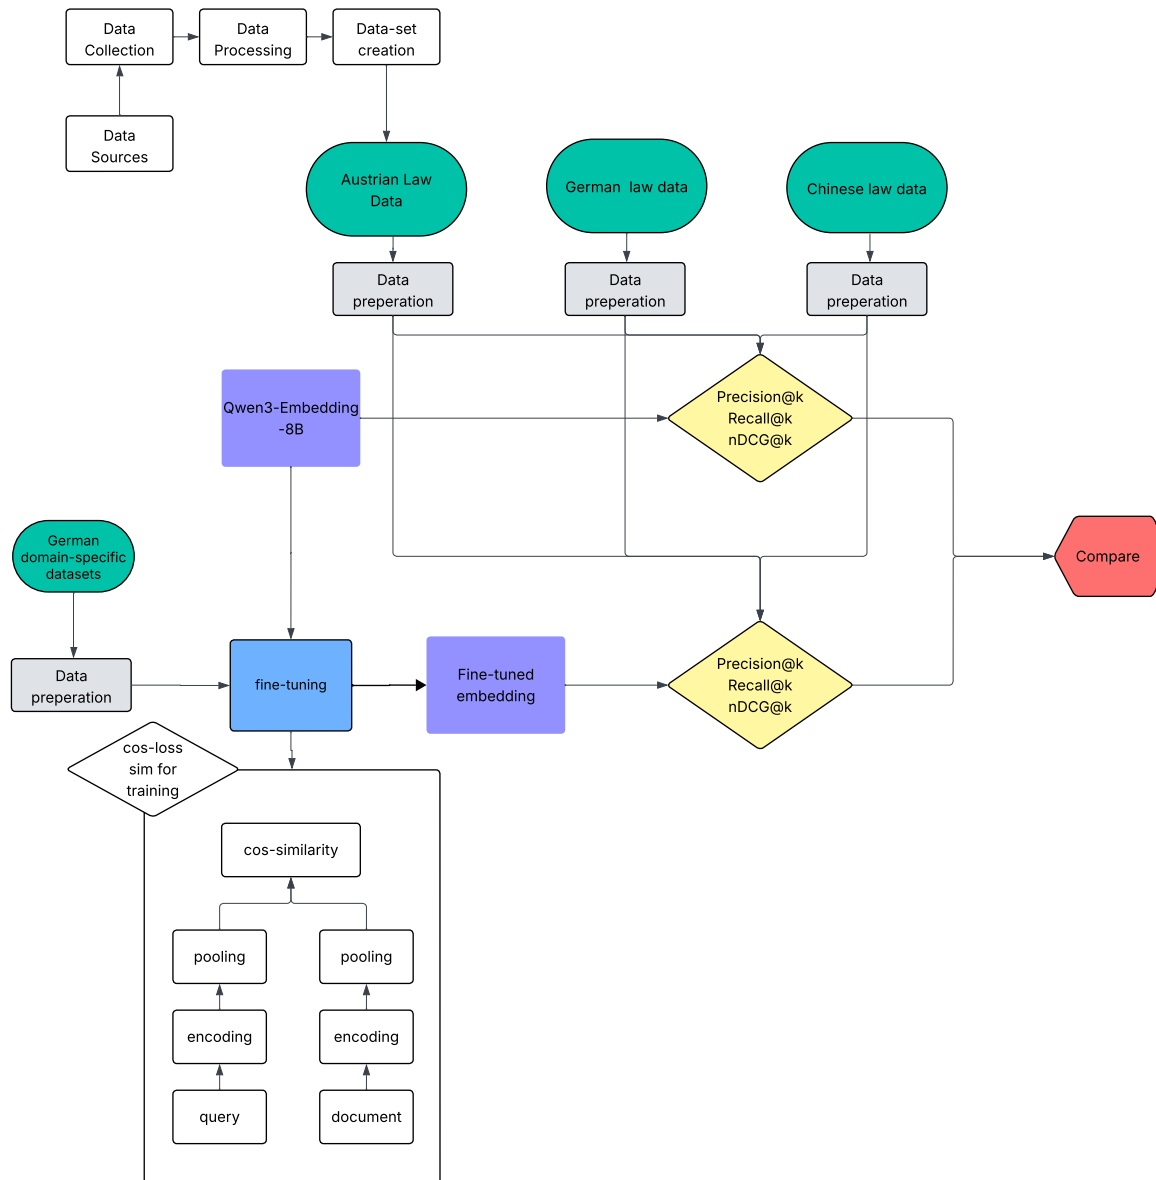 Data
Collection
Data
Processing
Data-set
creation
Data
Sources
Austrian Law
Data
German  law data
Chinese law data
Data
preperation
Data
preperation
Data
preperation
Qwen3-Embedding
-8B
Precision@k
Recall@k
nDCG@k
German
domain-specific
datasets
Compare
Data
preperation
fine-tuning
Fine-tuned
embedding
Precision@k
Recall@k
nDCG@k
cos-loss
sim for
training
cos-similarity
pooling
pooling
encoding
encoding
query
document